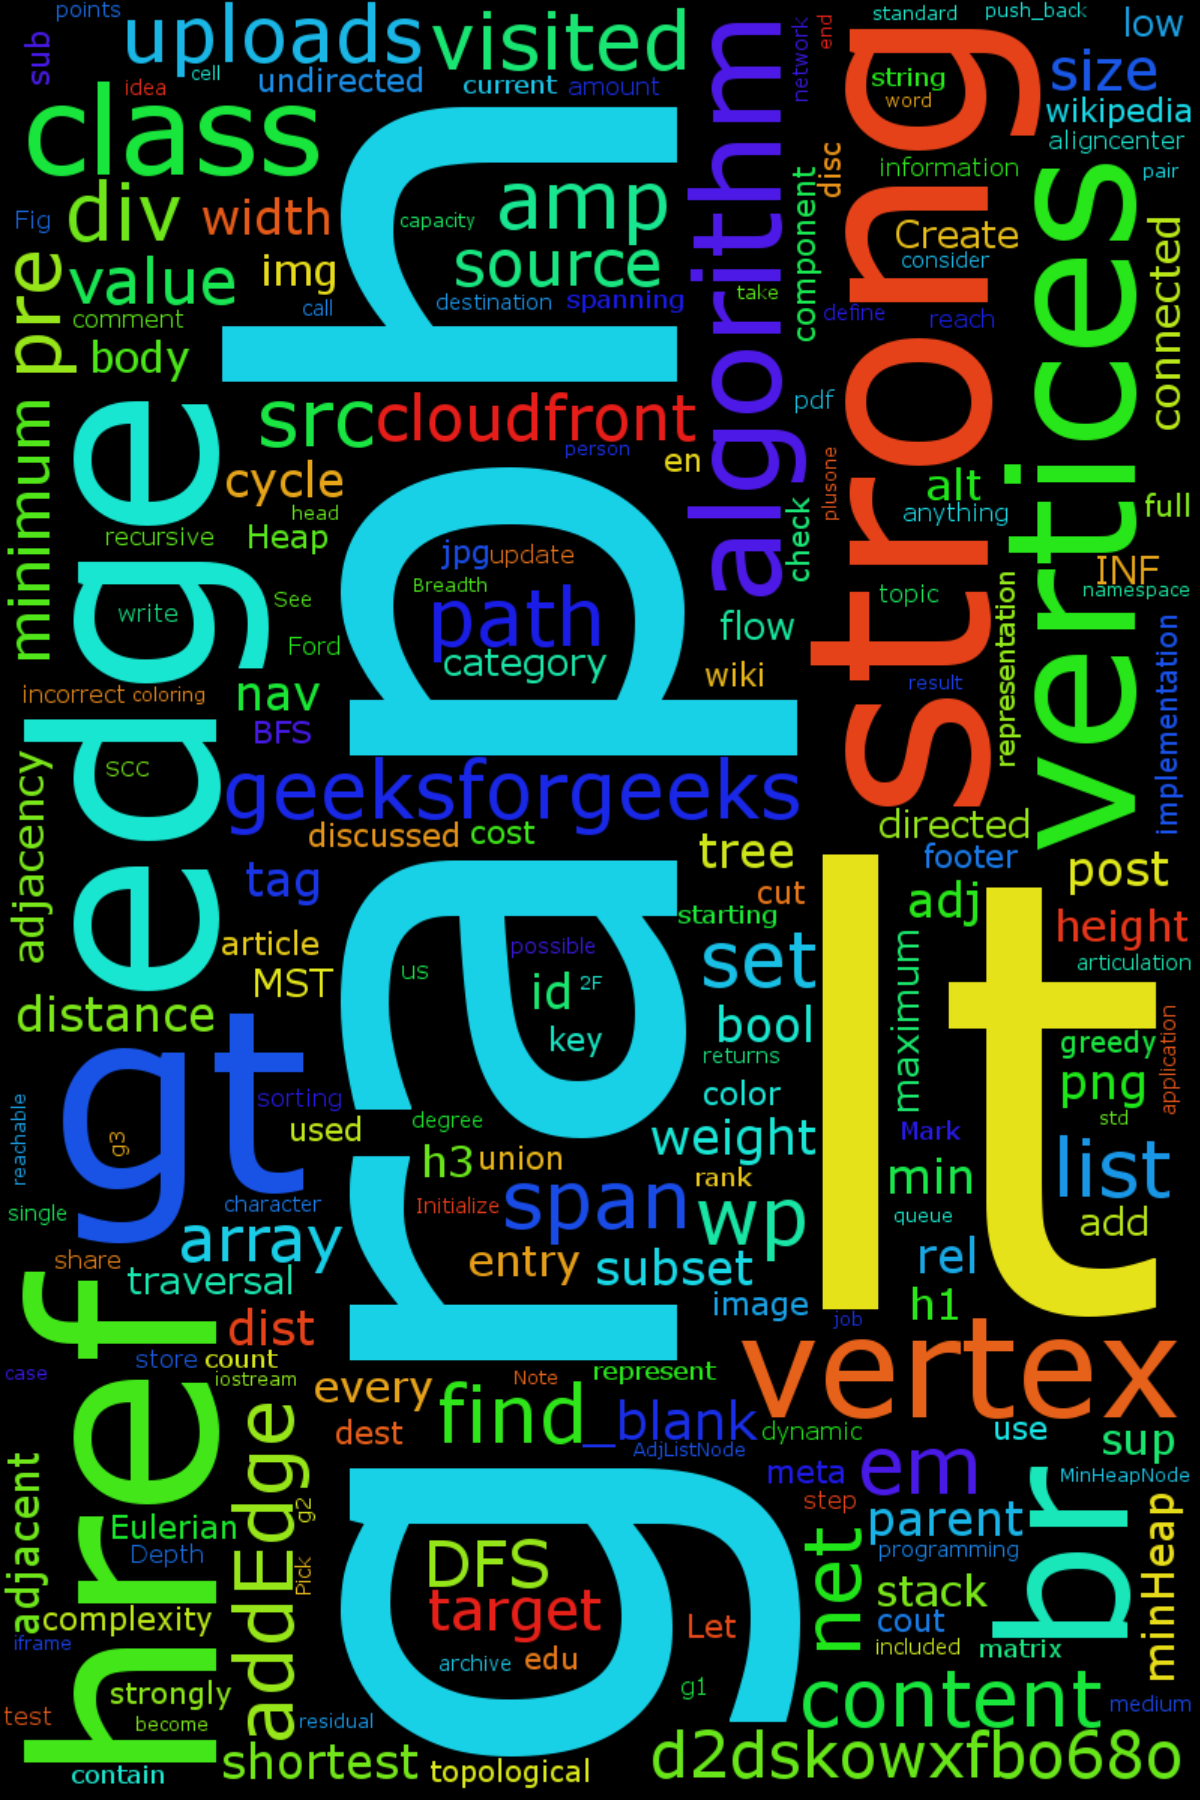 points
sub
uploads
visited
cell
idea
undirected
current
amount
network
end
standard
push_back
low
string
word
size
wikipedia
aligncenter
class
graph
algorithm
strong
information
pair
disc
component
vertices
connected
Fig
div
width
capacity
amp
source
Create
consider
pre
value
img
call
destination
spanning
take
define
reach
comment
body
src
cloudfront
person
en
pdf
plusone
alt
anything
full
minimum
edge
cycle
head
recursive
Heap
check
INF
namespace
jpg
update
Breadth
path
category
write
See
Ford
flow
topic
representation
implementation
wiki
result
incorrect
coloring
nav
BFS
scc
adjacency
geeksforgeeks
discussed
cost
directed
footer
tree
post
tag
cut
adj
starting
height
article
possible
us
MST
id
2F
key
set
maximum
articulation
distance
bool
returns
greedy
application
gt
lt
png
std
sorting
color
used
degree
weight
Mark
reachable
g3
h3
union
rank
min
list
single
character
Initialize
span
wp
queue
add
array
share
traversal
entry
subset
rel
image
h1
job
href
dist
vertex
store
count
case
iostream
every
Note
represent
find
_blank
dynamic
use
sup
dest
AdjListNode
meta
em
MinHeapNode
step
adjacent
addEdge
g2
Eulerian
Depth
Pick
DFS
target
net
parent
programming
br
minHeap
stack
complexity
iframe
Let
cout
included
matrix
archive
edu
g1
strongly
content
medium
test
become
residual
shortest
topological
d2dskowxfbo68o
contain